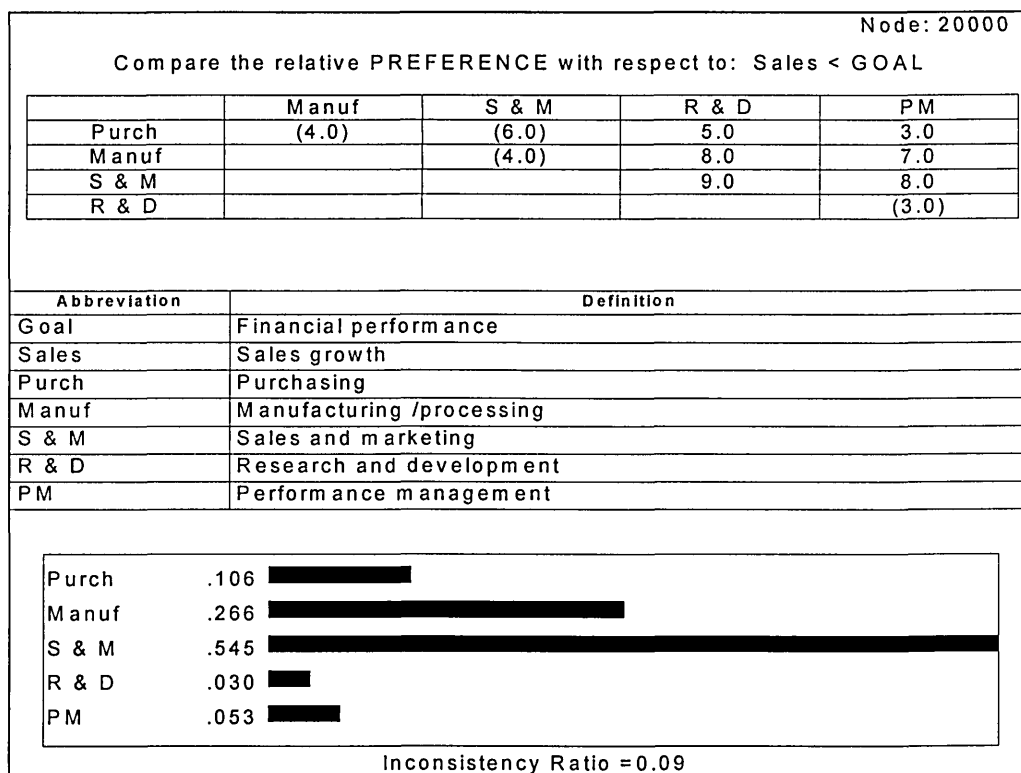 Node: 20000
Compare the relative PREFERENCE with respect to: Sales < GOAL
Manuf S & M R & D PM
Purch (4.0) (6.0) 5.0 3.0
Manuf (4.0) 8.0 7.0
S & M 9.0 8.0
R & D (3.0)
Abbreviation Definition
Goal Financial performance
Sales Sales growth
Purch Purchasing
Manuf Manufacturing /processing
S & M Sales and marketing
R & D Research and development
PM Performance management
Purch .106
Manuf .266
S & M .545
R & D .030
PM .053
Inconsistency Ratio =0.09